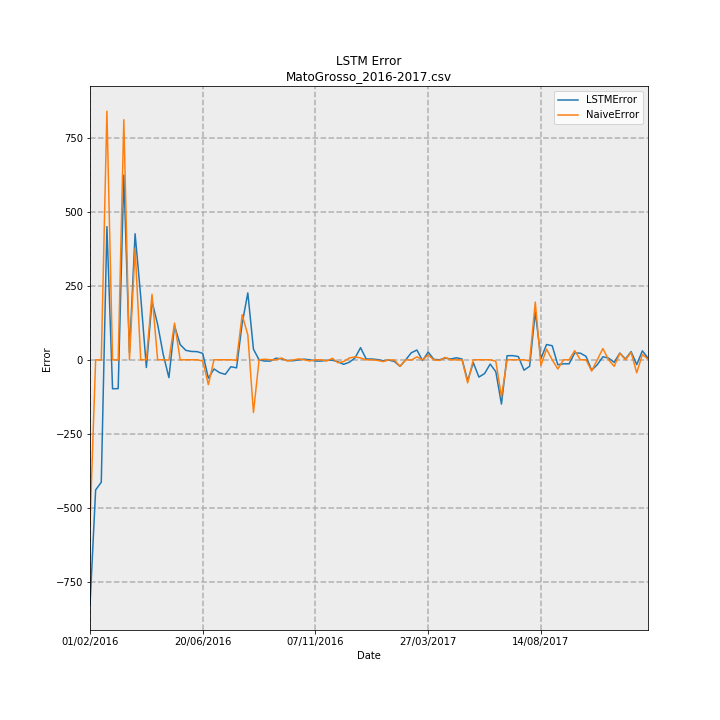 LSTM Error
MatoGrosso_2016-2017.csv
LSTMError
NaiveError
750
500
250
0
−250
−500
−750
Error
01/02/2016 20/06/2016 07/11/2016 27/03/2017 14/08/2017
Date